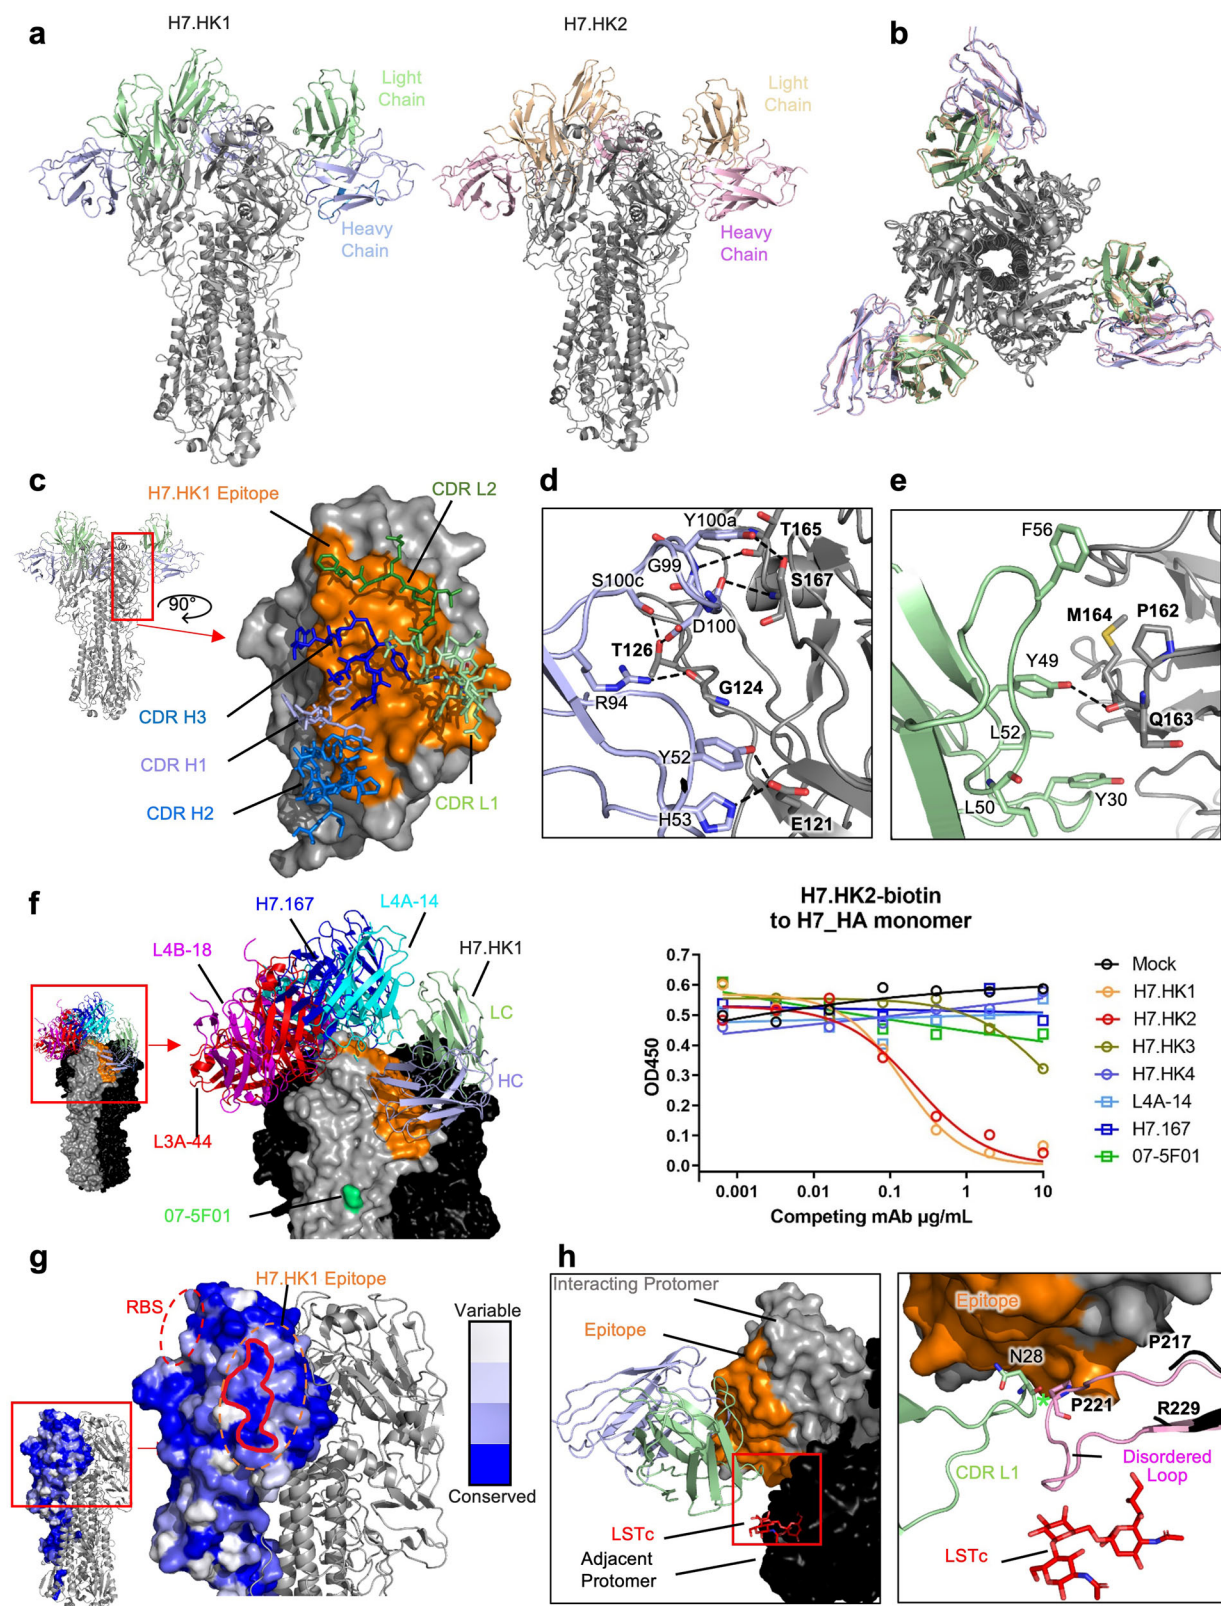 a
H7.HK1
Light
Chain
Heavy
Chain
H7.HK2
Light
Chain
Heavy
Chain
b
c
H7.HK1 Epitope
CDR L2
90°
CDR H3
CDR H1
CDR H2
CDR L1
d
Y100a
T165
G99
S100c
S167
D100
T126
G124
R94
Y52
H53
E121
e
F56
M164
P162
Y49
L52
Q163
L50
Y30
f
H7.167
L4A-14
L4B-18
H7.HK1
LC
HC
L3A-44
07-5F01
H7.HK2-biotin
to H7_HA monomer
OD450
0.7
0.6
0.5
0.4
0.3
0.2
0.1
0.0
0.001
0.01
0.1
1
10
Competing mAb µg/mL
Mock
H7.HK1
H7.HK2
H7.HK3
H7.HK4
L4A-14
H7.167
07-5F01
g
H7.HK1 Epitope
RBS
Variable
Conserved
h
Interacting Protomer
Epitope
LSTc
Adjacent
Protomer
Epitope
P217
N28
*
P221
R229
Disordered
Loop
CDR L1
LSTc